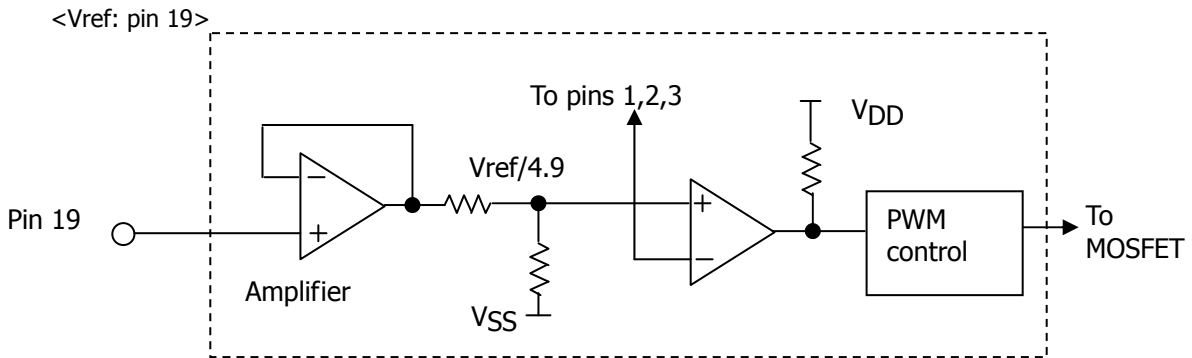 <Vref: pin 19>
To pins 1,2,3
VDD
Vref/4.9
−
+
Pin 19
Amplifier
VSS
+
−
PWM
control
To
MOSFET